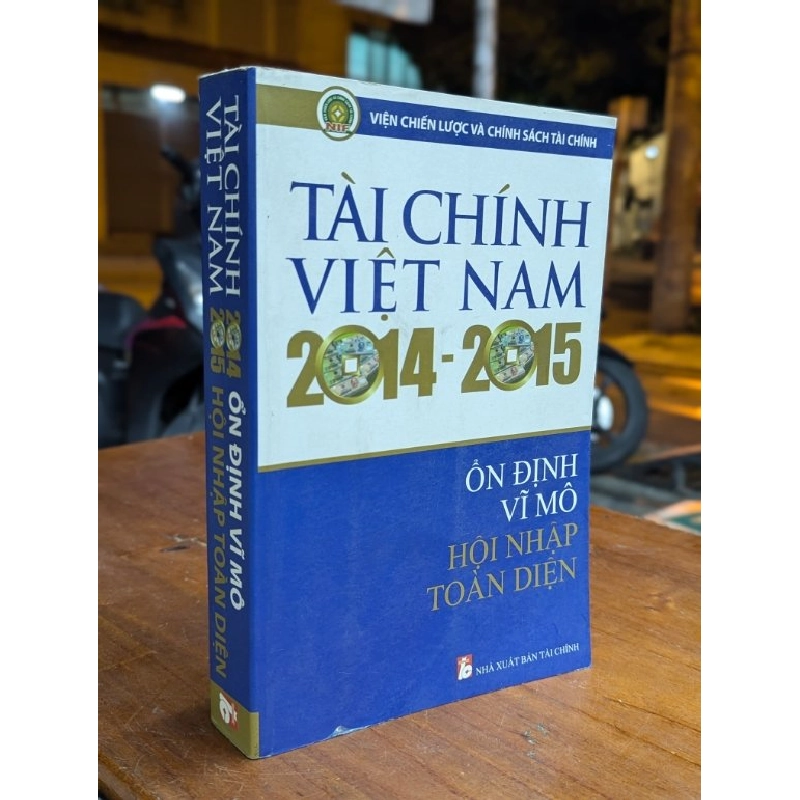 VIỆN CHIẾN LƯỢC VÀ CHÍNH SÁCH TÀI CHÍNH
NIF
TÀI CHÍNH
VIỆT NAM
2014-2015
ỔN ĐỊNH
VĨ MÔ
HỘI NHẬP
TOÀN DIỆN
NHÀ XUẤT BẢN TÀI CHÍNH
TÀI CHÍNH
VIỆT NAM
2014
2015
ỔN ĐỊNH VĨ MÔ
HỘI NHẬP TOÀN DIỆN